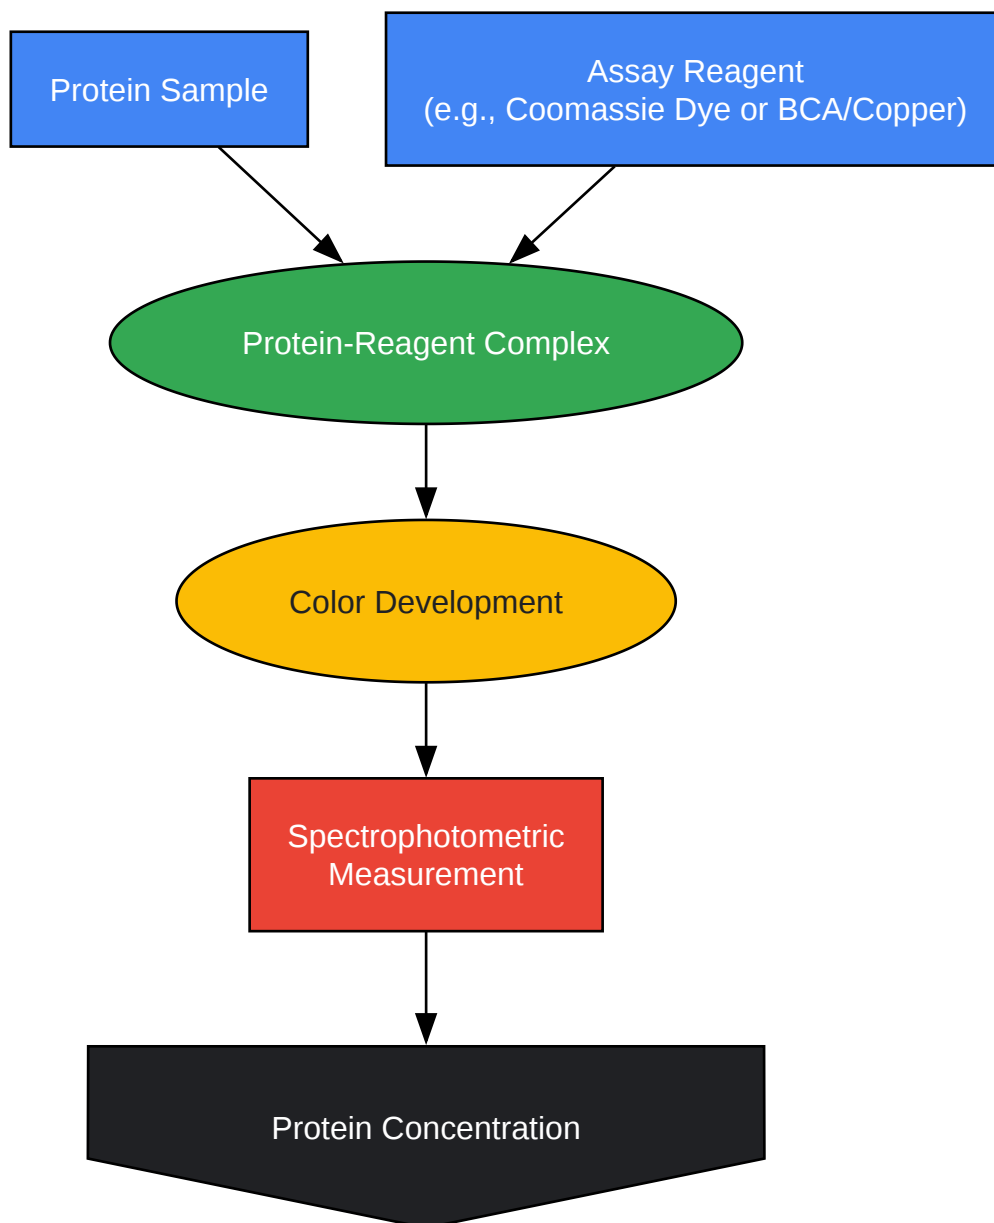 Protein Sample
Assay Reagent
(e.g., Coomassie Dye or BCA/Copper)
Protein-Reagent Complex
Color Development
Spectrophotometric
Measurement
Protein Concentration